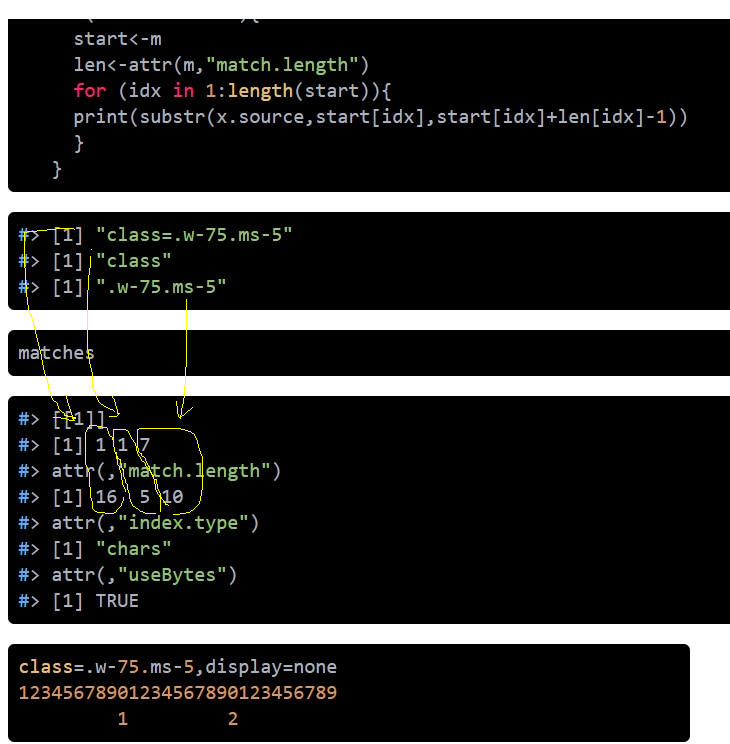 start<-m
len<-attr(m,"match.length")
for (idx in 1:length(start)){
print(substr(x.source,start[idx],start[idx]+len[idx]-1))
}
}
#> [1] "class=.w-75.ms-5"
#> [1] "class"
#> [1] ".w-75.ms-5"
matches
#> [[1]]
#> [1] 1 1 7
#> attr(,"match.length")
#> [1] 16 5 10
#> attr(,"index.type")
#> [1] "chars"
#> attr(,"useBytes")
#> [1] TRUE
class=.w-75.ms-5,display=none
12345678901234567890123456789
1 2